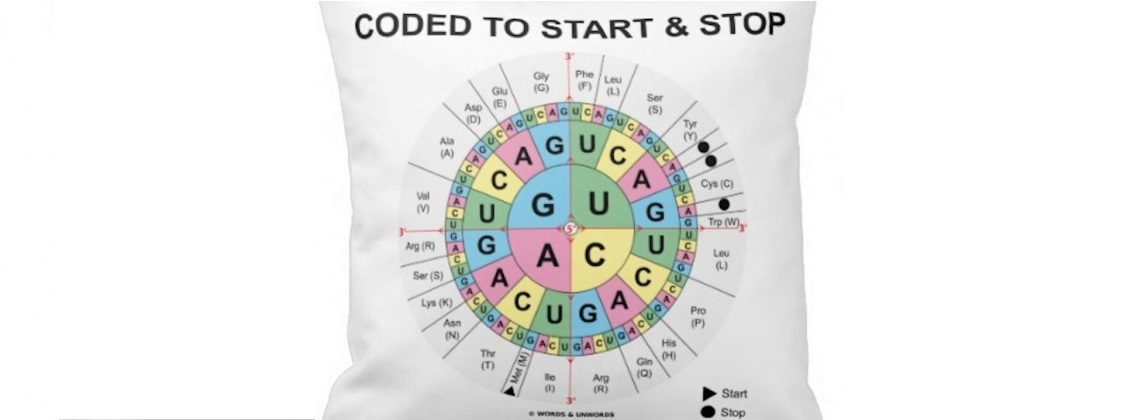 CODED TO START & STOP
3'
Phe
(F)
Leu
(L)
Ser
(S)
Tyr
(Y)
Cys (C)
Trp (W)
3'
Leu
(L)
Pro
(P)
His
(H)
Gln
(Q)
Arg
(R)
3'
Ile
(I)
Met (M)
Thr
(T)
Asn
(N)
Lys (K)
Ser (S)
Arg (R)
3'
Val
(V)
Ala
(A)
Asp
(D)
Glu
(E)
Gly
(G)
U C A G U C A G U C A G U C A G
U C A G U C A G U C A G U C A G
U C A G U C A G U C A G U C A G
U C A G U C A G U C A G U C A G
U C A G
U C A G
U C A G
U C A G
G U
5'
A C
Start
Stop
© WORDS & UNWORDS